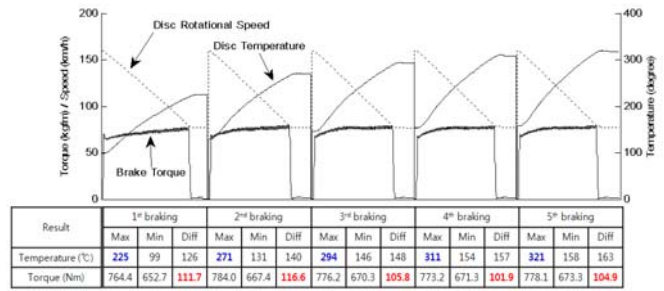 200
150
100
50
0
Torque (kgfm) / Speed (km/h)
Disc Rotational Speed
Disc Temperature
Brake Torque
400
300
200
100
0
Temperature (degree)
Result 1st braking 2nd braking 3rd braking 4th braking 5th braking
Max Min Diff Max Min Diff Max Min Diff Max Min Diff Max Min Diff
Temperature (℃) 225 99 126 271 131 140 294 146 148 311 154 157 321 158 163
Torque (Nm) 764.4 652.7 111.7 784.0 667.4 116.6 776.2 670.3 105.8 773.2 671.3 101.9 778.1 673.3 104.9